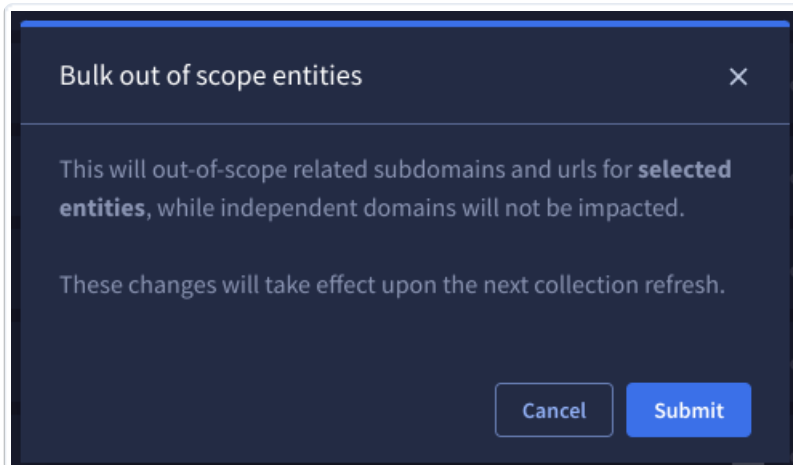 Bulk out of scope entities
This will out-of-scope related subdomains and urls for selected
entities, while independent domains will not be impacted.
These changes will take effect upon the next collection refresh.
Cancel Submit